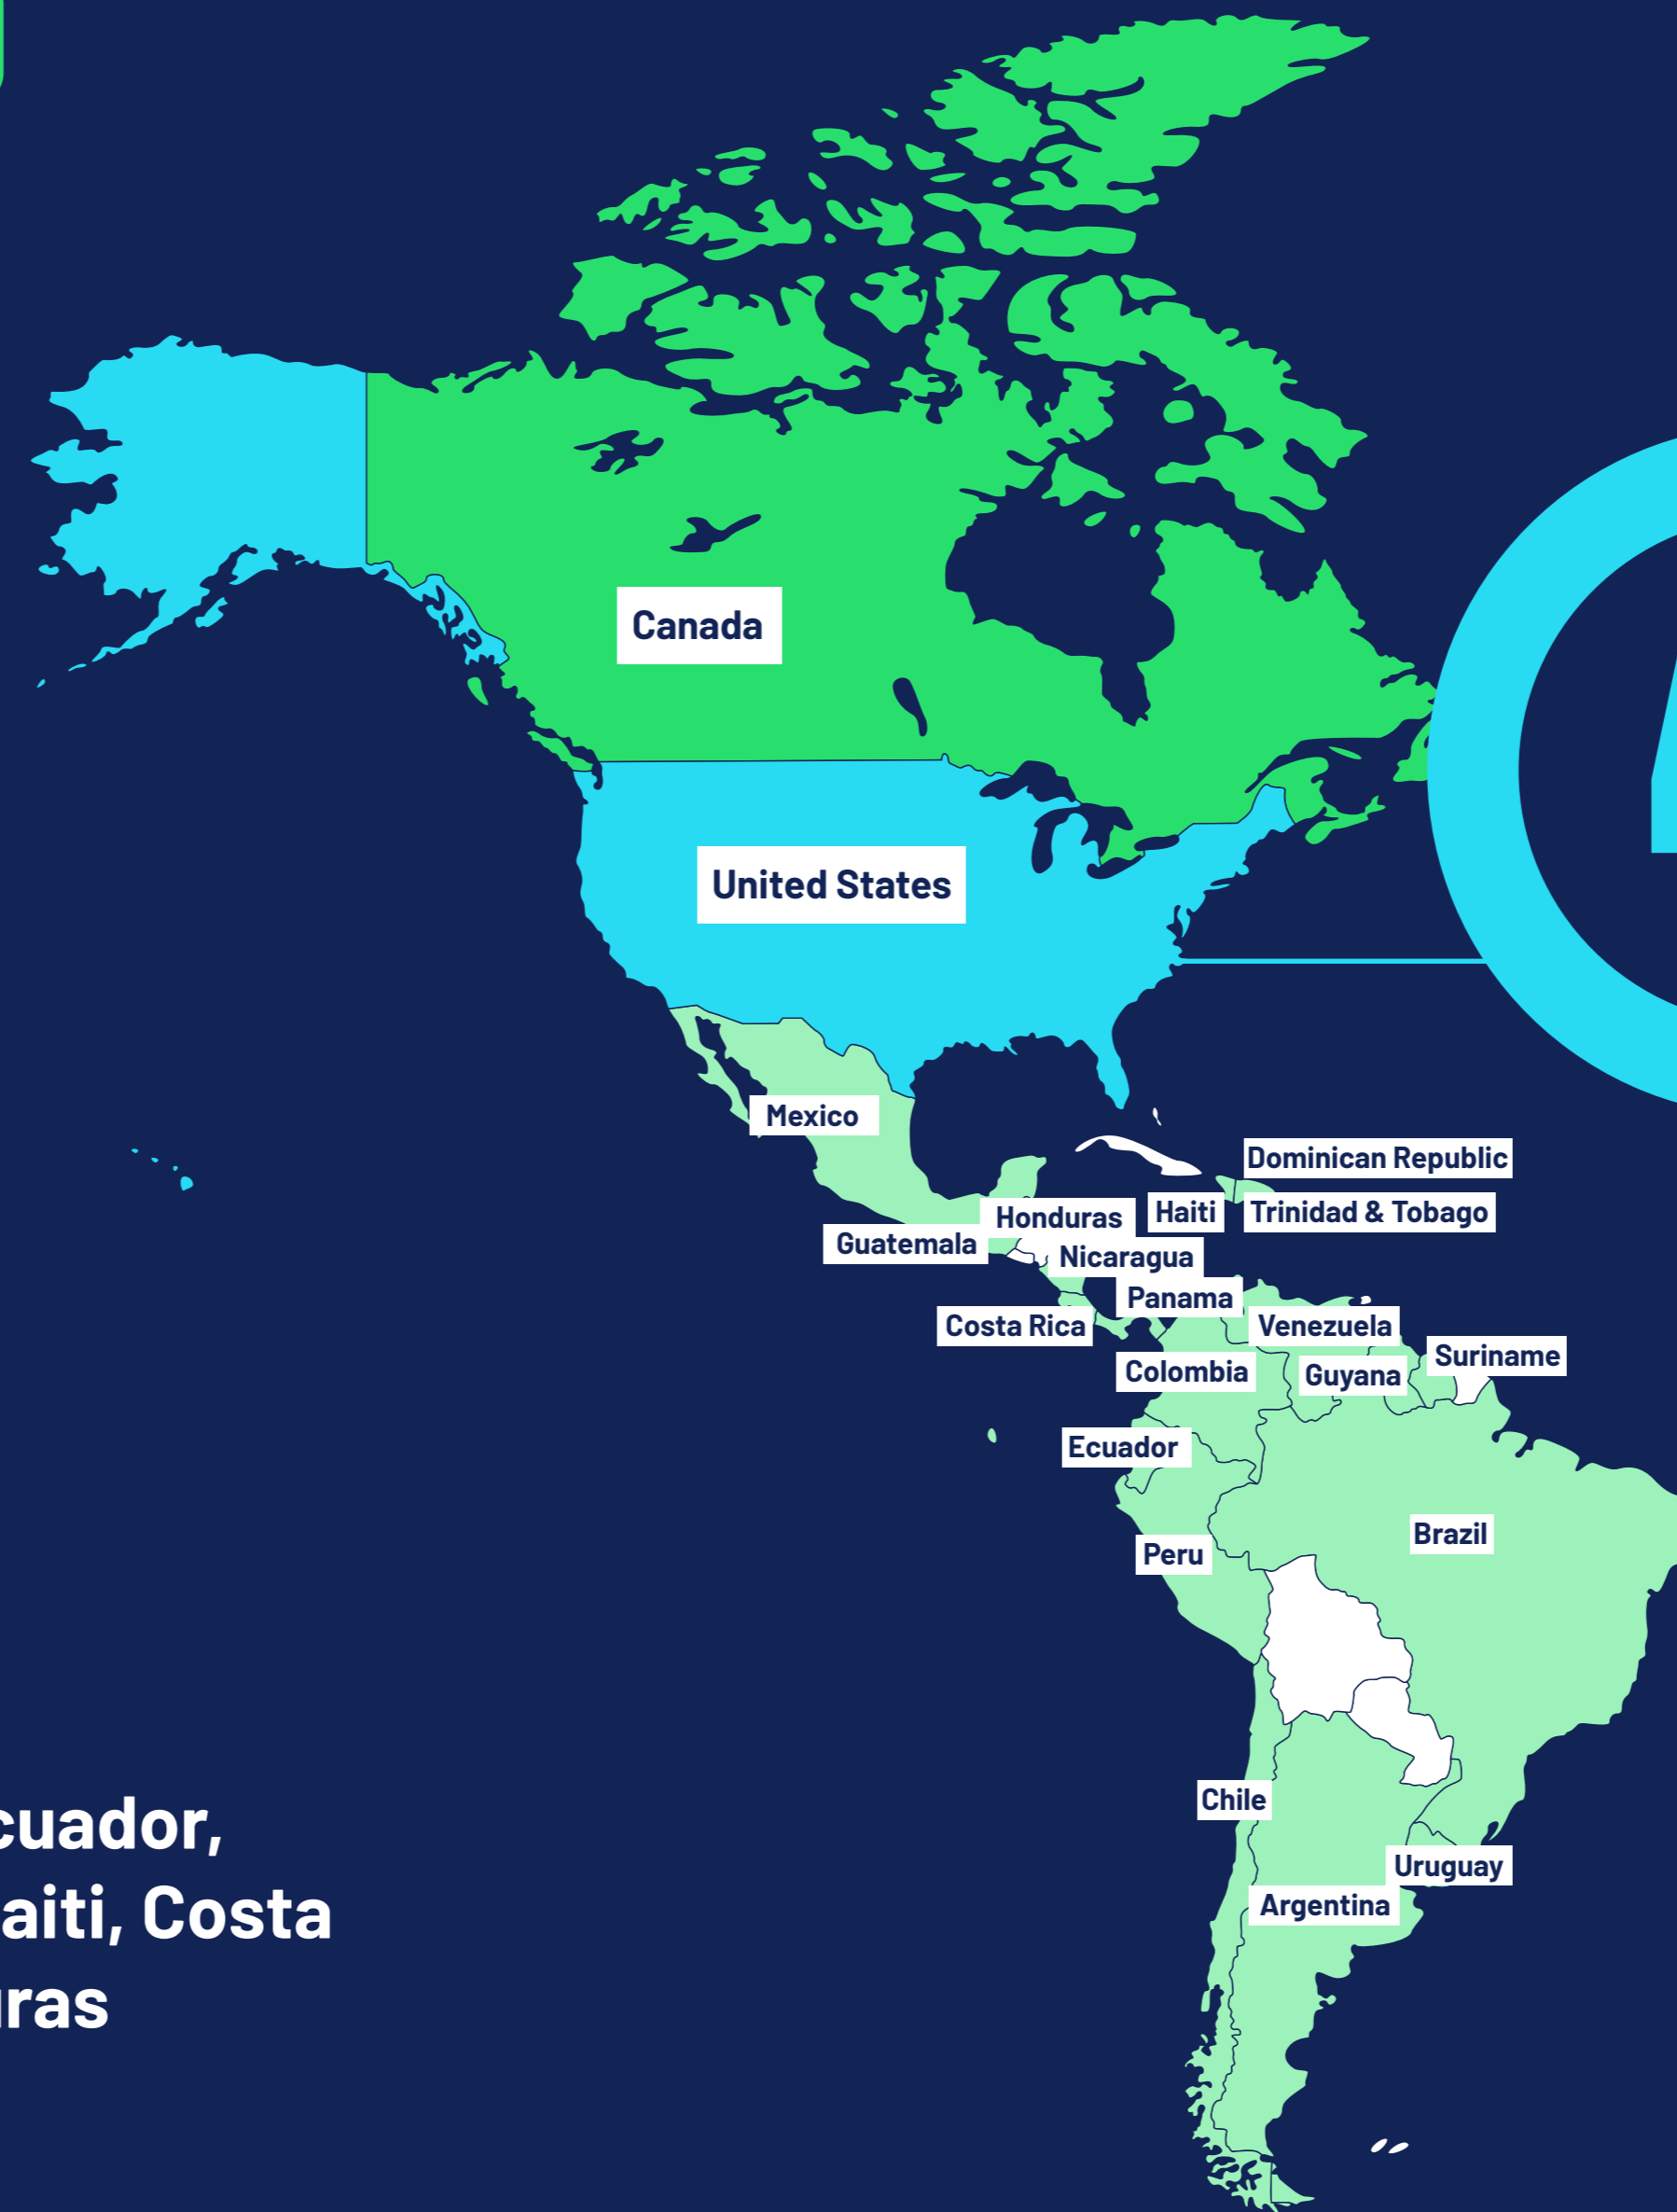 Canada
United States
Mexico
Dominican Republic
Honduras
Haiti
Trinidad & Tobago
Guatemala
Nicaragua
Panama
Costa Rica
Venezuela
Suriname
Colombia
Guyana
Ecuador
Brazil
Peru
Chile
Uruguay
Argentina
cuador,
aiti, Costa
ras